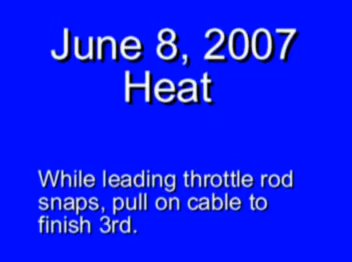 June 8, 2007
Heat
While leading throttle rod
snaps, pull on cable to
finish 3rd.